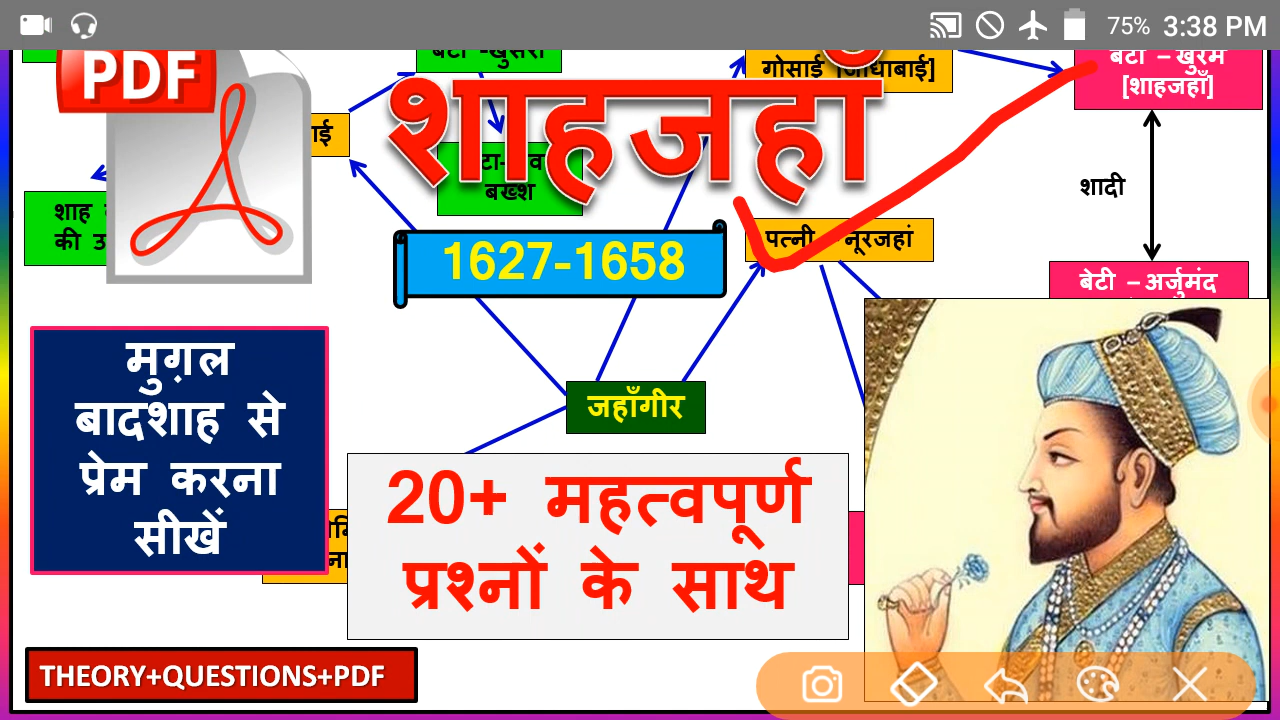 75% 3:38 PM
PDF
गोसाई [जोधाबाई]
बेटा – खुर्रम
[शाहजहाँ]
शाहजहाँ
बख्श
शादी
शाह
की
1627-1658
पत्नी नूरजहां
बेटी – अर्जुमंद
मुग़ल
बादशाह से
प्रेम करना
सीखें
जहाँगीर
20+ महत्वपूर्ण
प्रश्नों के साथ
THEORY+QUESTIONS+PDF